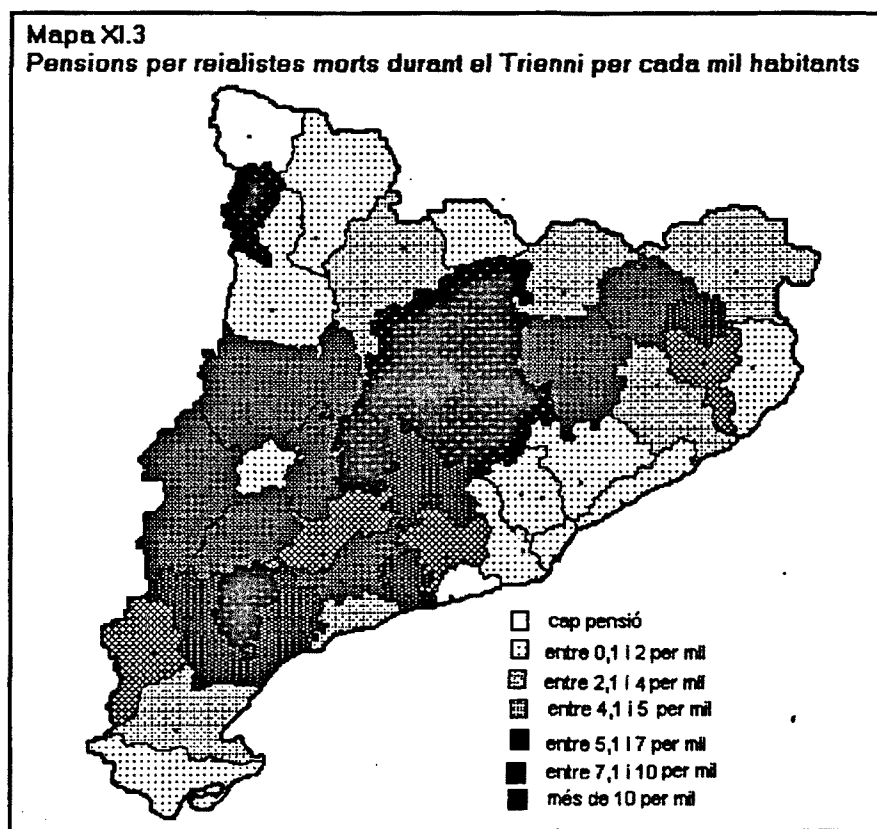 Mapa XI.3
Pensions per reialistes morts durant el Trienni per cada mil habitants
cap pensió
entre 0,1 i 2 per mil
entre 2,1 i 4 per mil
entre 4,1 i 5 per mil
entre 5,1 i 7 per mil
entre 7,1 i 10 per mil
més de 10 per mil